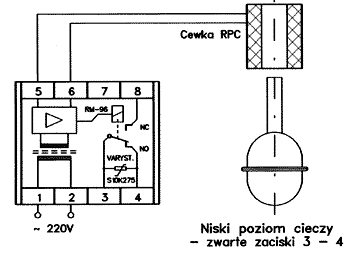 Cewka RPC
5 6 7 8
RM-96
NC
NO
VARYST.
S10K275
1 2 3 4
~ 220V
Niski poziom cieczy
- zwarte zaciski 3 - 4